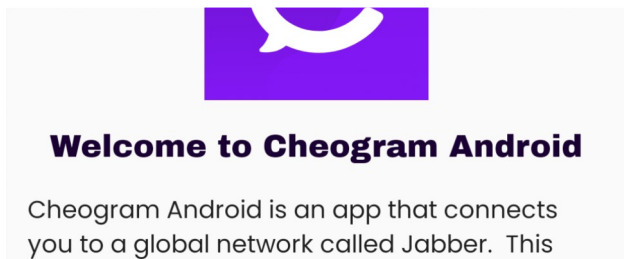 Welcome to Cheogram Android
Cheogram Android is an app that connects
you to a global network called Jabber.  This